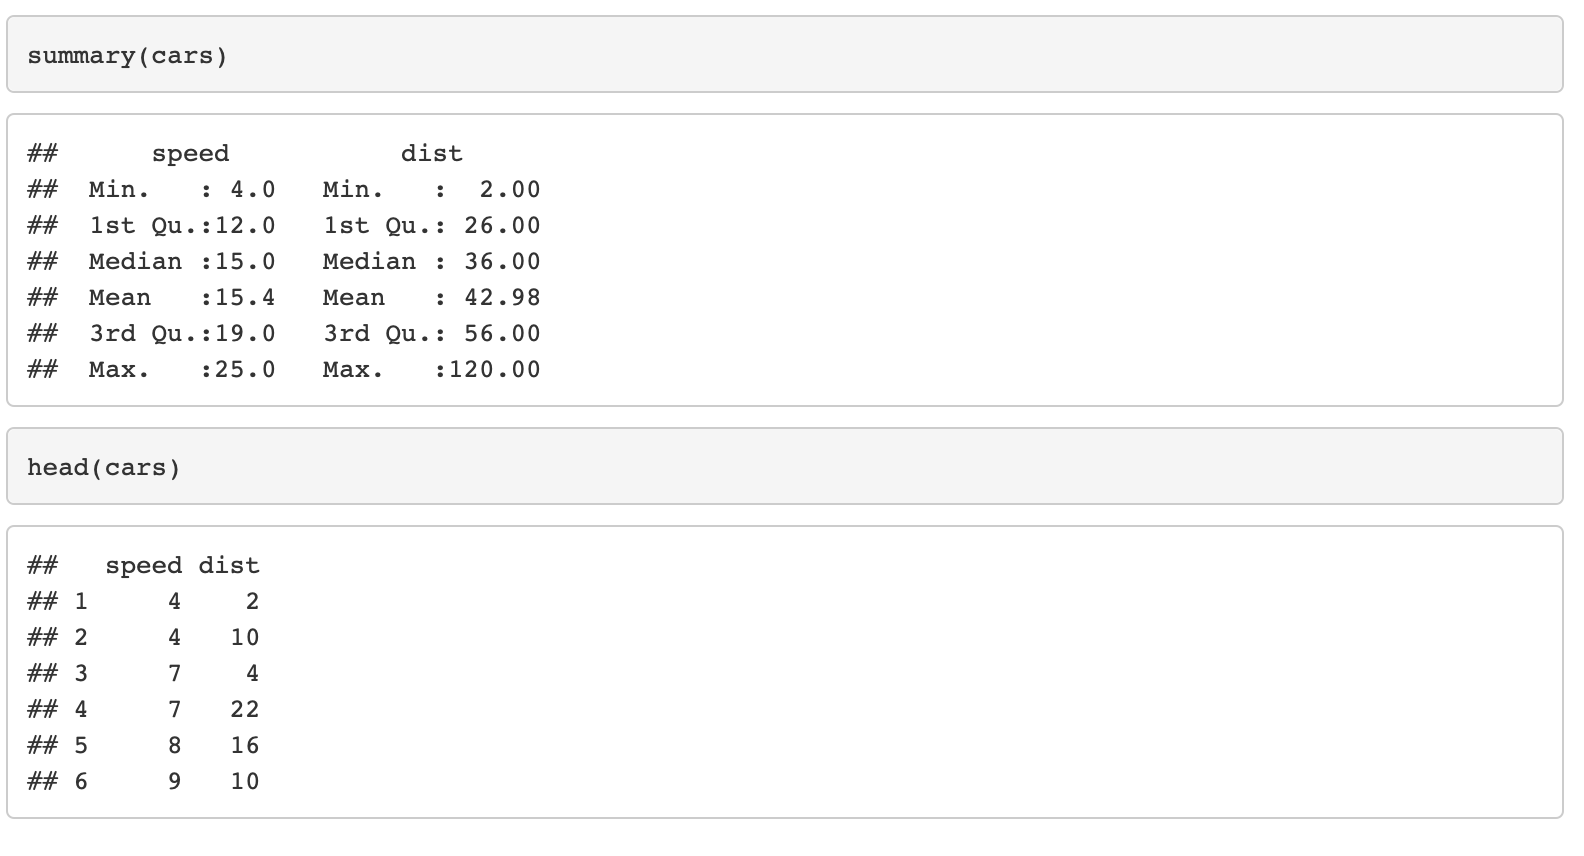 summary(cars)
##      speed           dist
##  Min.   : 4.0   Min.   :  2.00
##  1st Qu.:12.0   1st Qu.: 26.00
##  Median :15.0   Median : 36.00
##  Mean   :15.4   Mean   : 42.98
##  3rd Qu.:19.0   3rd Qu.: 56.00
##  Max.   :25.0   Max.   :120.00
head(cars)
##   speed dist
## 1     4    2
## 2     4   10
## 3     7    4
## 4     7   22
## 5     8   16
## 6     9   10